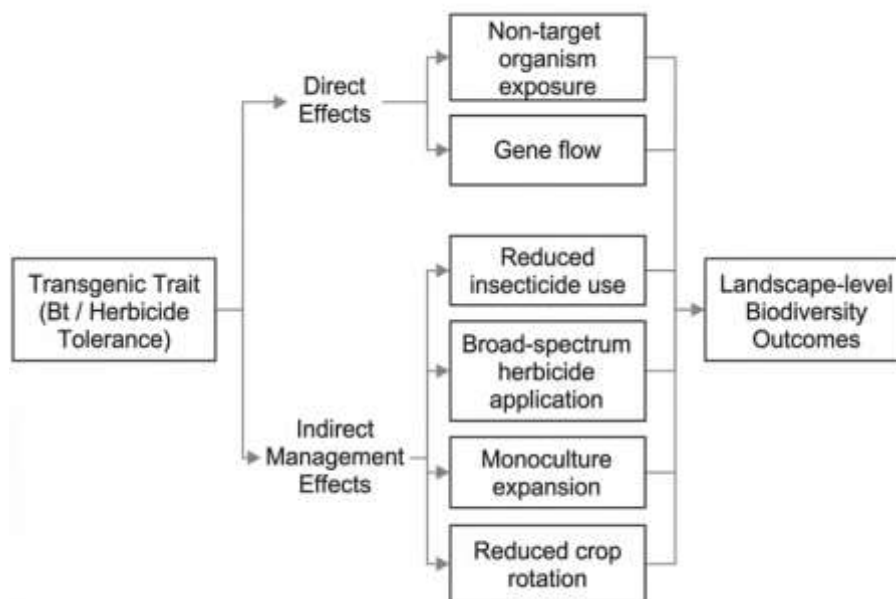 Non-target
organism
exposure
Direct
Effects
Gene flow
Transgenic Trait
(Bt / Herbicide
Tolerance)
Reduced
insecticide use
Landscape-level
Biodiversity
Outcomes
Broad-spectrum
herbicide
application
Indirect
Management
Effects
Monoculture
expansion
Reduced crop
rotation